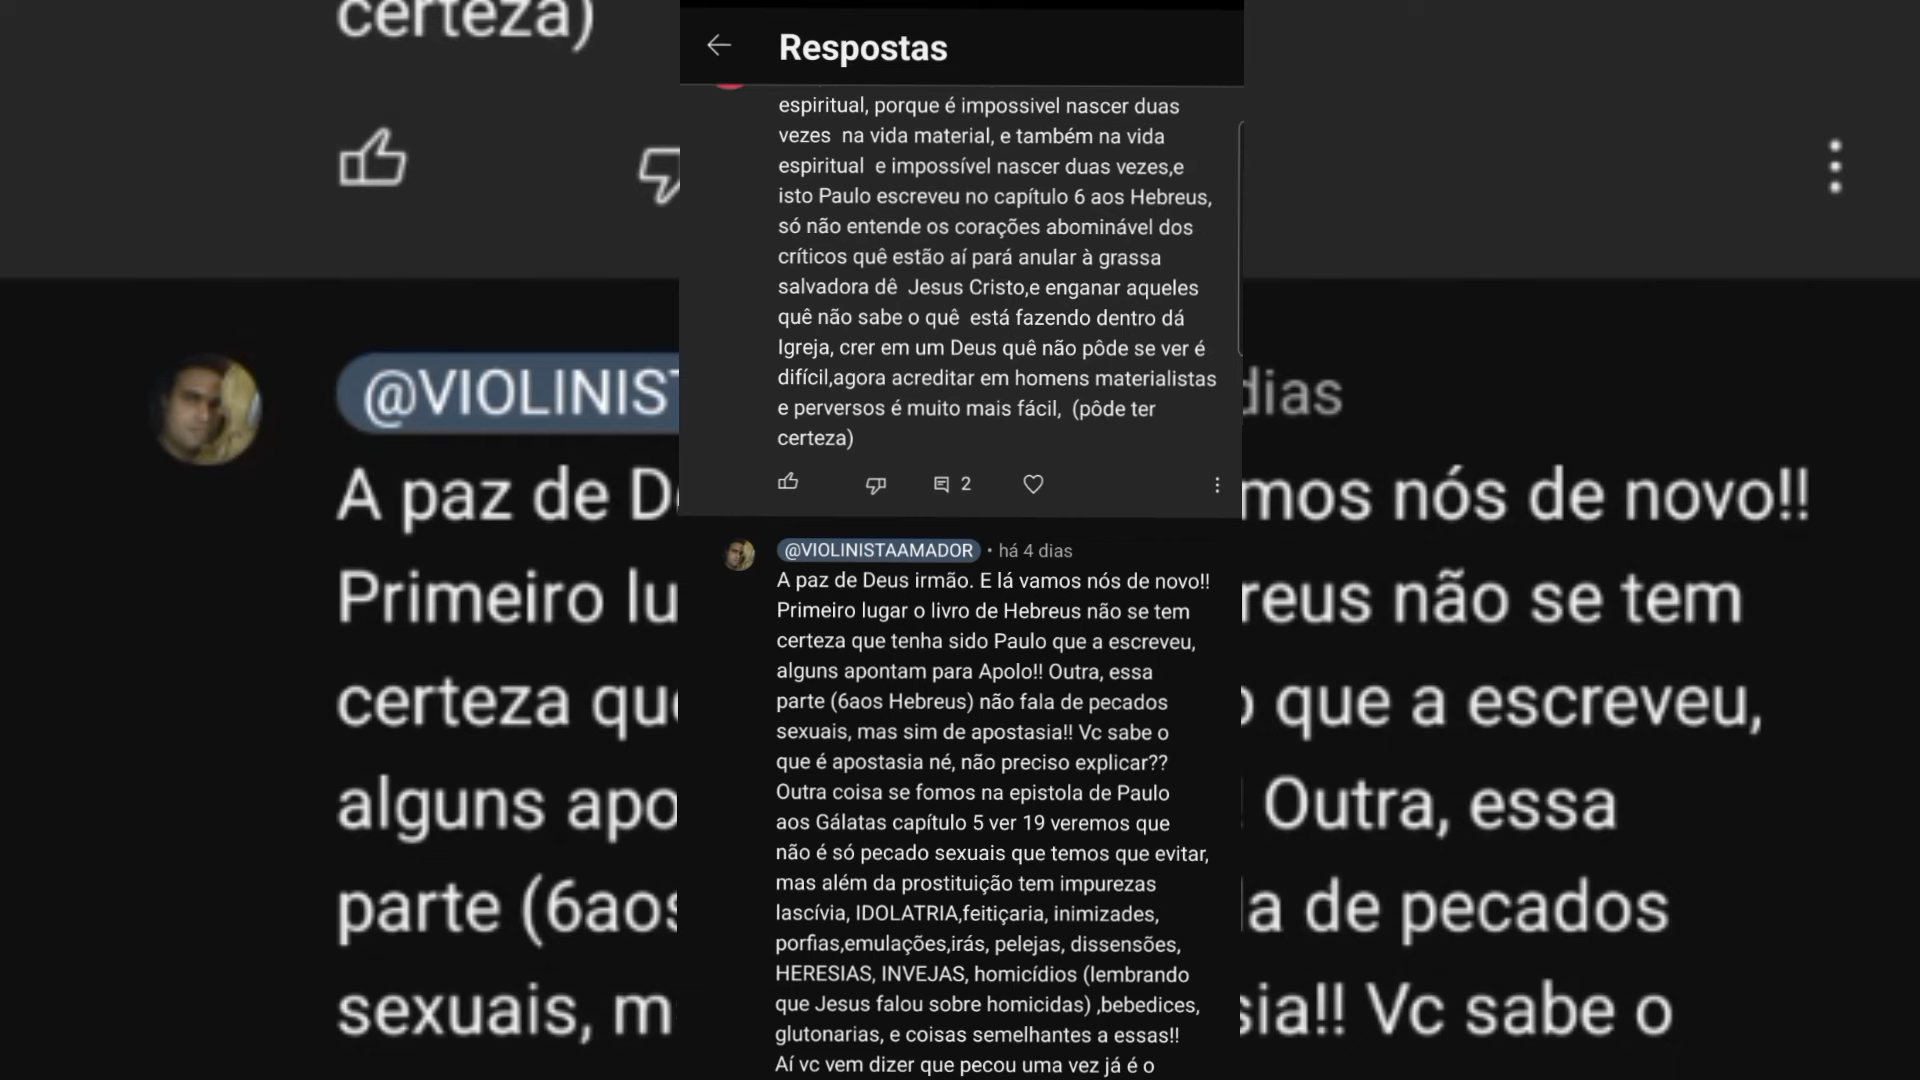 Respostas
espiritual, porque é impossivel nascer duas
vezes na vida material, e também na vida
espiritual e impossível nascer duas vezes,e
isto Paulo escreveu no capítulo 6 aos Hebreus,
só não entende os corações abominável dos
críticos quê estão aí pará anular à grassa
salvadora dê Jesus Cristo,e enganar aqueles
quê não sabe o quê está fazendo dentro dá
Igreja, crer em um Deus quê não pôde se ver é
difícil,agora acreditar em homens materialistas
e perversos é muito mais fácil, (pôde ter
certeza)
2
@VIOLINISTAAMADOR • há 4 dias
A paz de Deus irmão. E lá vamos nós de novo!!
Primeiro lugar o livro de Hebreus não se tem
certeza que tenha sido Paulo que a escreveu,
alguns apontam para Apolo!! Outra, essa
parte (6aos Hebreus) não fala de pecados
sexuais, mas sim de apostasia!! Vc sabe o
que é apostasia né, não preciso explicar??
Outra coisa se fomos na epistola de Paulo
aos Gálatas capítulo 5 ver 19 veremos que
não é só pecado sexuais que temos que evitar,
mas além da prostituição tem impurezas
lascívia, IDOLATRIA,feitiçaria, inimizades,
porfias,emulações,irás, pelejas, dissensões,
HERESIAS, INVEJAS, homicídios (lembrando
que Jesus falou sobre homicidas) ,bebedices,
glutonarias, e coisas semelhantes a essas!!
Aí vc vem dizer que pecou uma vez já é o
certeza)
@VIOLINIST dias
A paz de D mos nós de novo!!
Primeiro lu reus não se tem
certeza qu o que a escreveu,
alguns apo Outra, essa
parte (6aos la de pecados
sexuais, m sia!! Vc sabe o